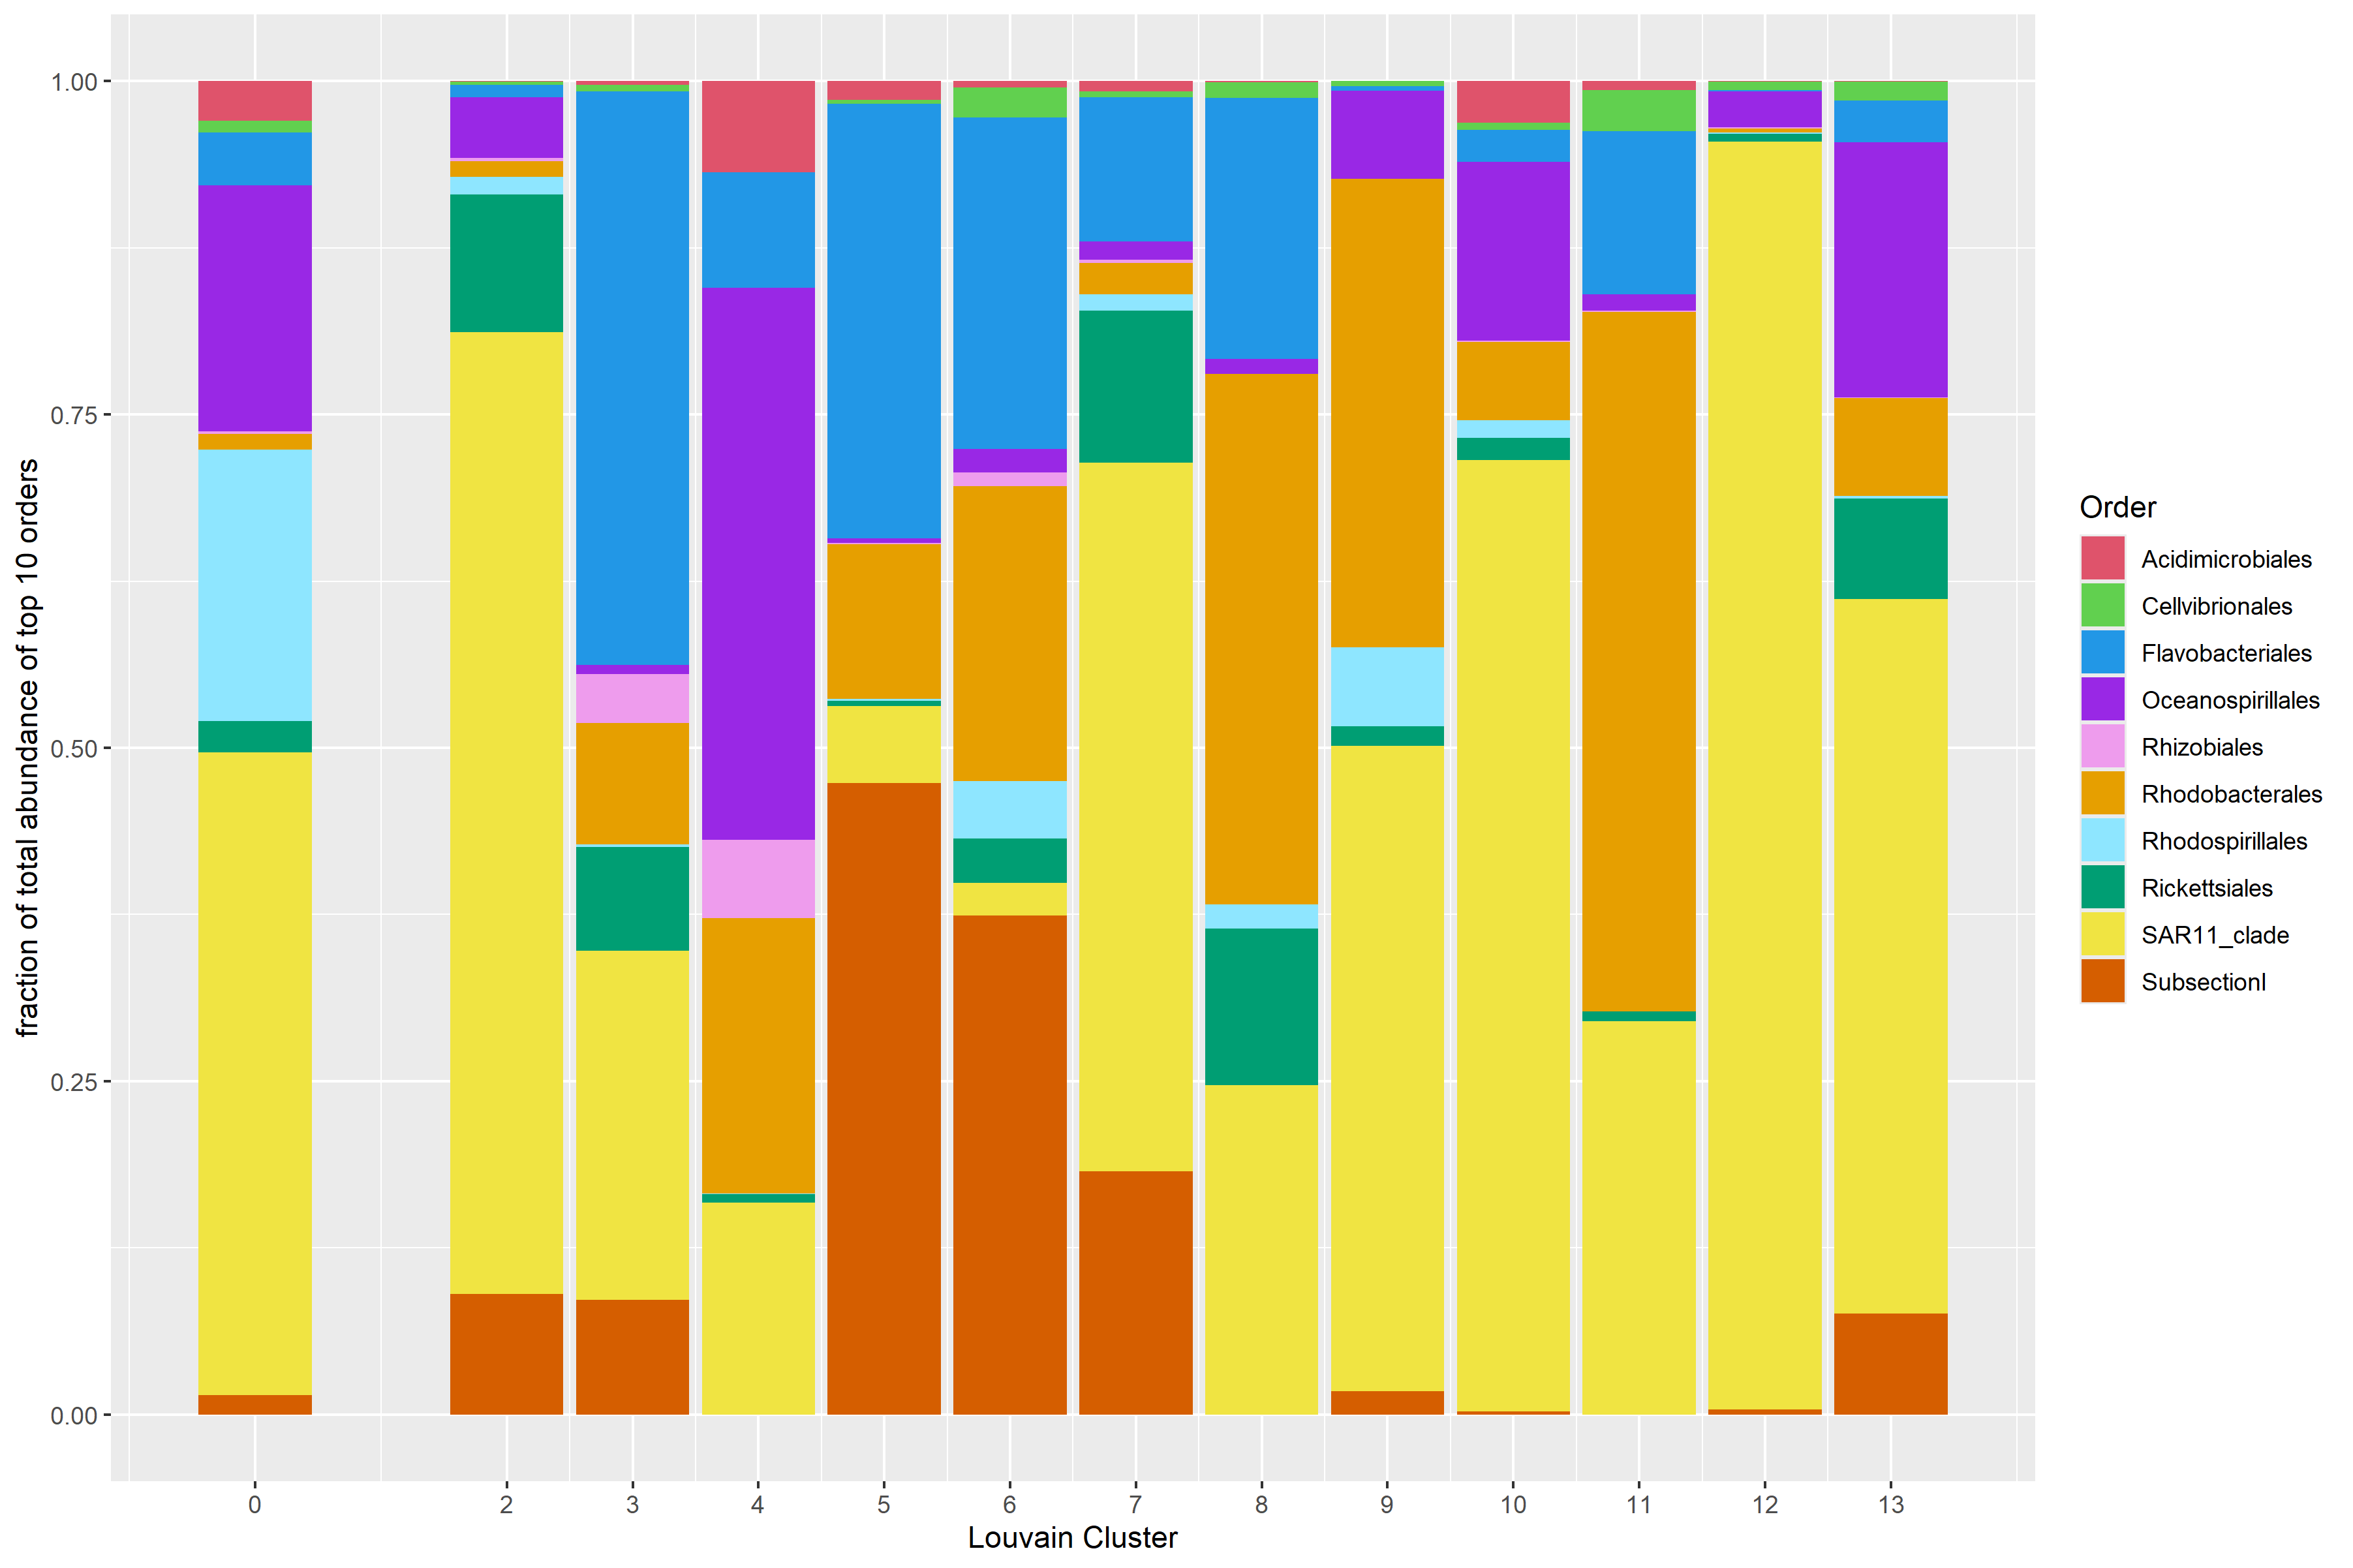 fraction of total abundance of top 10 orders
1.00
0.75
0.50
0.25
0.00
0 2 3 4 5 6 7 8 9 10 11 12 13
Louvain Cluster
Order
Acidimicrobiales
Cellvibrionales
Flavobacteriales
Oceanospirillales
Rhizobiales
Rhodobacterales
Rhodospirillales
Rickettsiales
SAR11_clade
SubsectionI